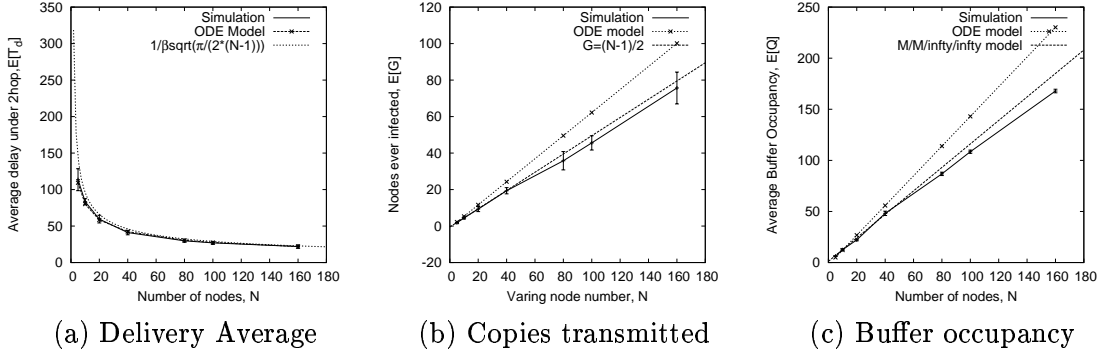 Average delay under 2hop,E[T_d]
350
300
250
200
150
100
50
0
0 20 40 60 80 100 120 140 160 180
Number of nodes, N
Simulation
ODE Model
1/βsqrt(π/(2*(N-1)))
(a) Delivery Average
Nodes ever infected, E[G]
120
100
80
60
40
20
0
-20
0 20 40 60 80 100 120 140 160 180
Varing node number, N
Simulation
ODE model
G=(N-1)/2
(b) Copies transmitted
Average Buffer Occupancy, E[Q]
250
200
150
100
50
0
0 20 40 60 80 100 120 140 160 180
Number of nodes, N
Simulation
ODE model
M/M/infty/infty model
(c) Buffer occupancy